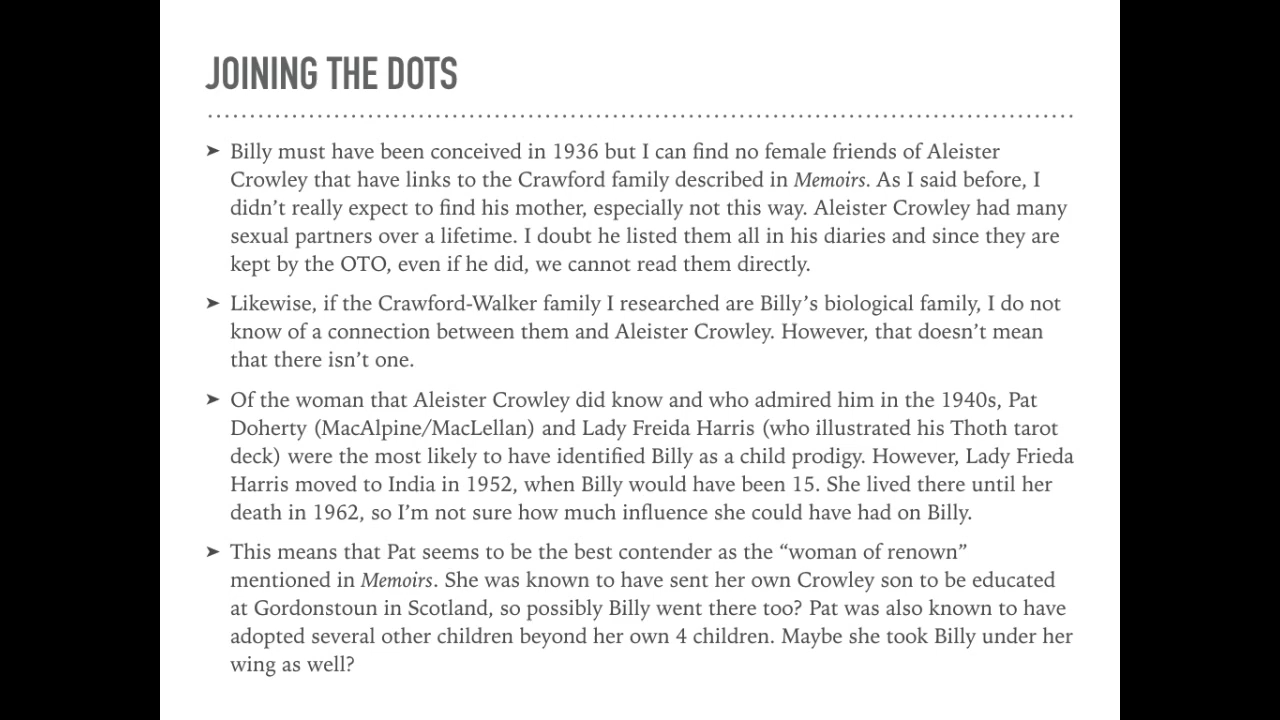 JOINING THE DOTS
➤ Billy must have been conceived in 1936 but I can find no female friends of Aleister
Crowley that have links to the Crawford family described in Memoirs. As I said before, I
didn’t really expect to find his mother, especially not this way. Aleister Crowley had many
sexual partners over a lifetime. I doubt he listed them all in his diaries and since they are
kept by the OTO, even if he did, we cannot read them directly.
➤ Likewise, if the Crawford-Walker family I researched are Billy’s biological family, I do not
know of a connection between them and Aleister Crowley. However, that doesn’t mean
that there isn’t one.
➤ Of the woman that Aleister Crowley did know and who admired him in the 1940s, Pat
Doherty (MacAlpine/MacLellan) and Lady Freida Harris (who illustrated his Thoth tarot
deck) were the most likely to have identified Billy as a child prodigy. However, Lady Frieda
Harris moved to India in 1952, when Billy would have been 15. She lived there until her
death in 1962, so I’m not sure how much influence she could have had on Billy.
➤ This means that Pat seems to be the best contender as the “woman of renown”
mentioned in Memoirs. She was known to have sent her own Crowley son to be educated
at Gordonstoun in Scotland, so possibly Billy went there too? Pat was also known to have
adopted several other children beyond her own 4 children. Maybe she took Billy under her
wing as well?